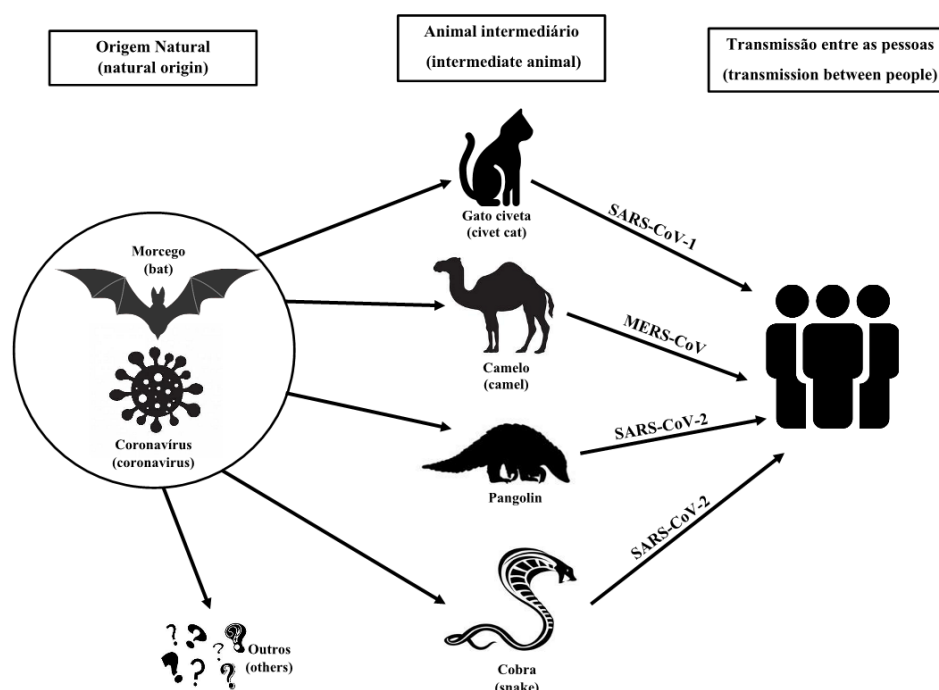 Origem Natural
(natural origin)
Animal intermediário
(intermediate animal)
Transmissão entre as pessoas
(transmission between people)
Gato civeta
(civet cat)
SARS-CoV-1
Morcego
(bat)
MERS-CoV
Camelo
(camel)
Coronavírus
(coronavirus)
SARS-CoV-2
Pangolin
SARS-CoV-2
Outros
(others)
Cobra
(snake)